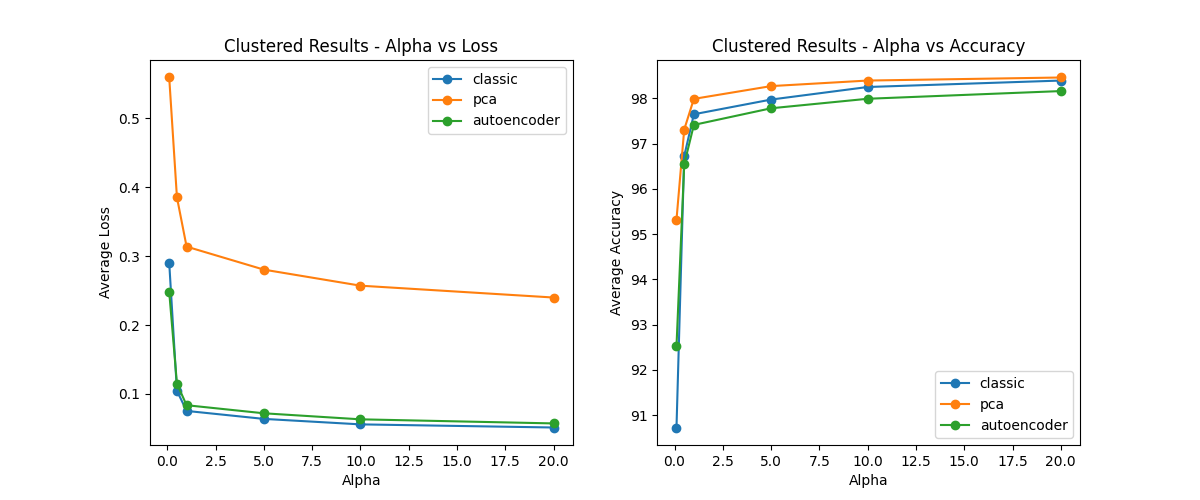 Clustered Results - Alpha vs Loss
classic
pca
autoencoder
0.5
0.4
0.3
0.2
0.1
Average Loss
0.0 2.5 5.0 7.5 10.0 12.5 15.0 17.5 20.0
Alpha
Clustered Results - Alpha vs Accuracy
98
97
96
95
94
93
92
91
Average Accuracy
classic
pca
autoencoder
0.0 2.5 5.0 7.5 10.0 12.5 15.0 17.5 20.0
Alpha